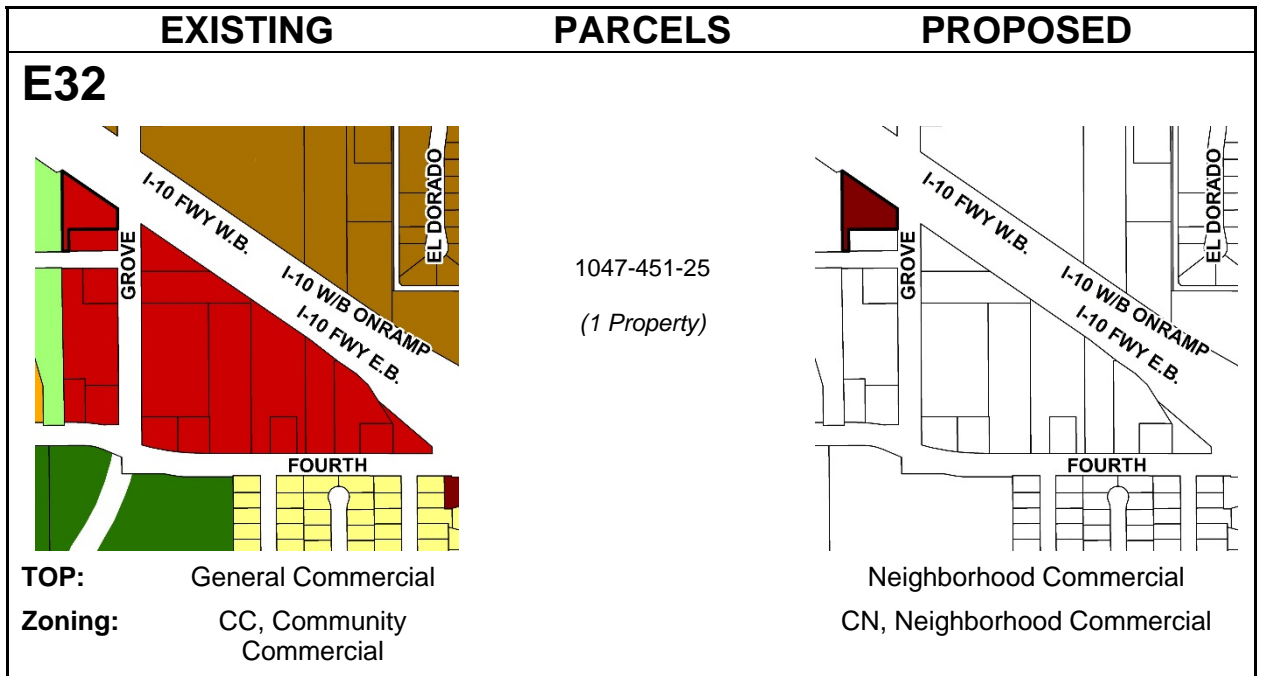 EXISTING PARCELS PROPOSED
E32
I-10 FWY W.B.
EL DORADO
GROVE
I-10 W/B ONRAMP
I-10 FWY E.B.
FOURTH
1047-451-25
(1 Property)
I-10 FWY W.B.
EL DORADO
GROVE
I-10 W/B ONRAMP
I-10 FWY E.B.
FOURTH
TOP: General Commercial Neighborhood Commercial
Zoning: CC, Community CN, Neighborhood Commercial
Commercial